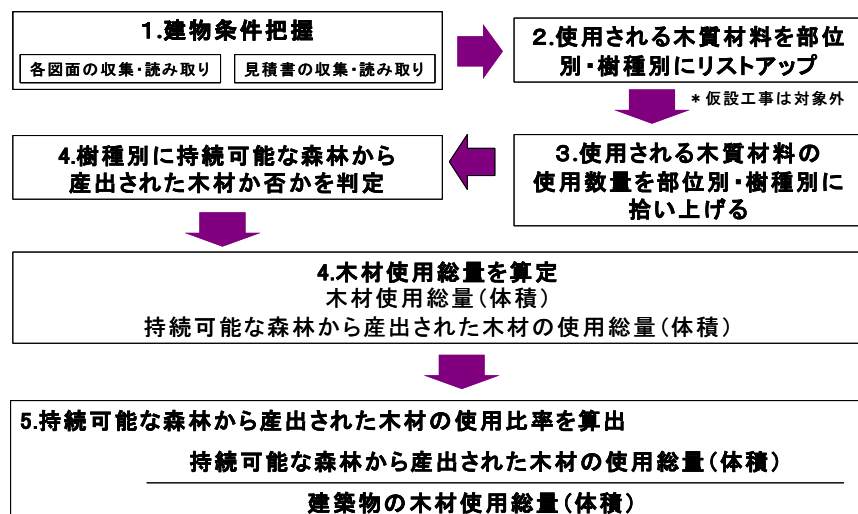 1.建物条件把握
各図面の収集・読み取り
見積書の収集・読み取り
2.使用される木質材料を部位
別・樹種別にリストアップ
＊仮設工事は対象外
3.使用される木質材料の
使用数量を部位別・樹種別に
拾い上げる
4.樹種別に持続可能な森林から
産出された木材か否かを判定
4.木材使用総量を算定
木材使用総量(体積)
持続可能な森林から産出された木材の使用総量(体積)
5.持続可能な森林から産出された木材の使用比率を算出
持続可能な森林から産出された木材の使用総量(体積)
建築物の木材使用総量(体積)